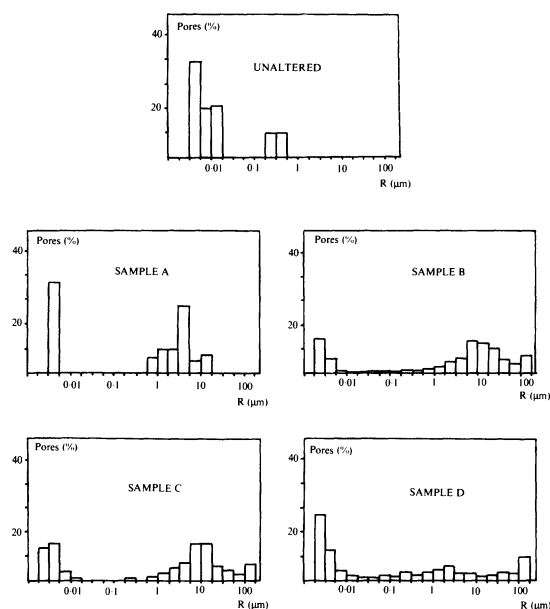 Pores (%)
UNALTERED
40
20
0·01 0·1 1 10 100
R (μm)
Pores (%)
SAMPLE A
40
20
0·01 0·1 1 10 100
R (μm)
Pores (%)
SAMPLE B
40
20
0·01 0·1 1 10 100
R (μm)
Pores (%)
SAMPLE C
40
20
0·01 0·1 1 10 100
R (μm)
Pores (%)
SAMPLE D
40
20
0·01 0·1 1 10 100
R (μm)